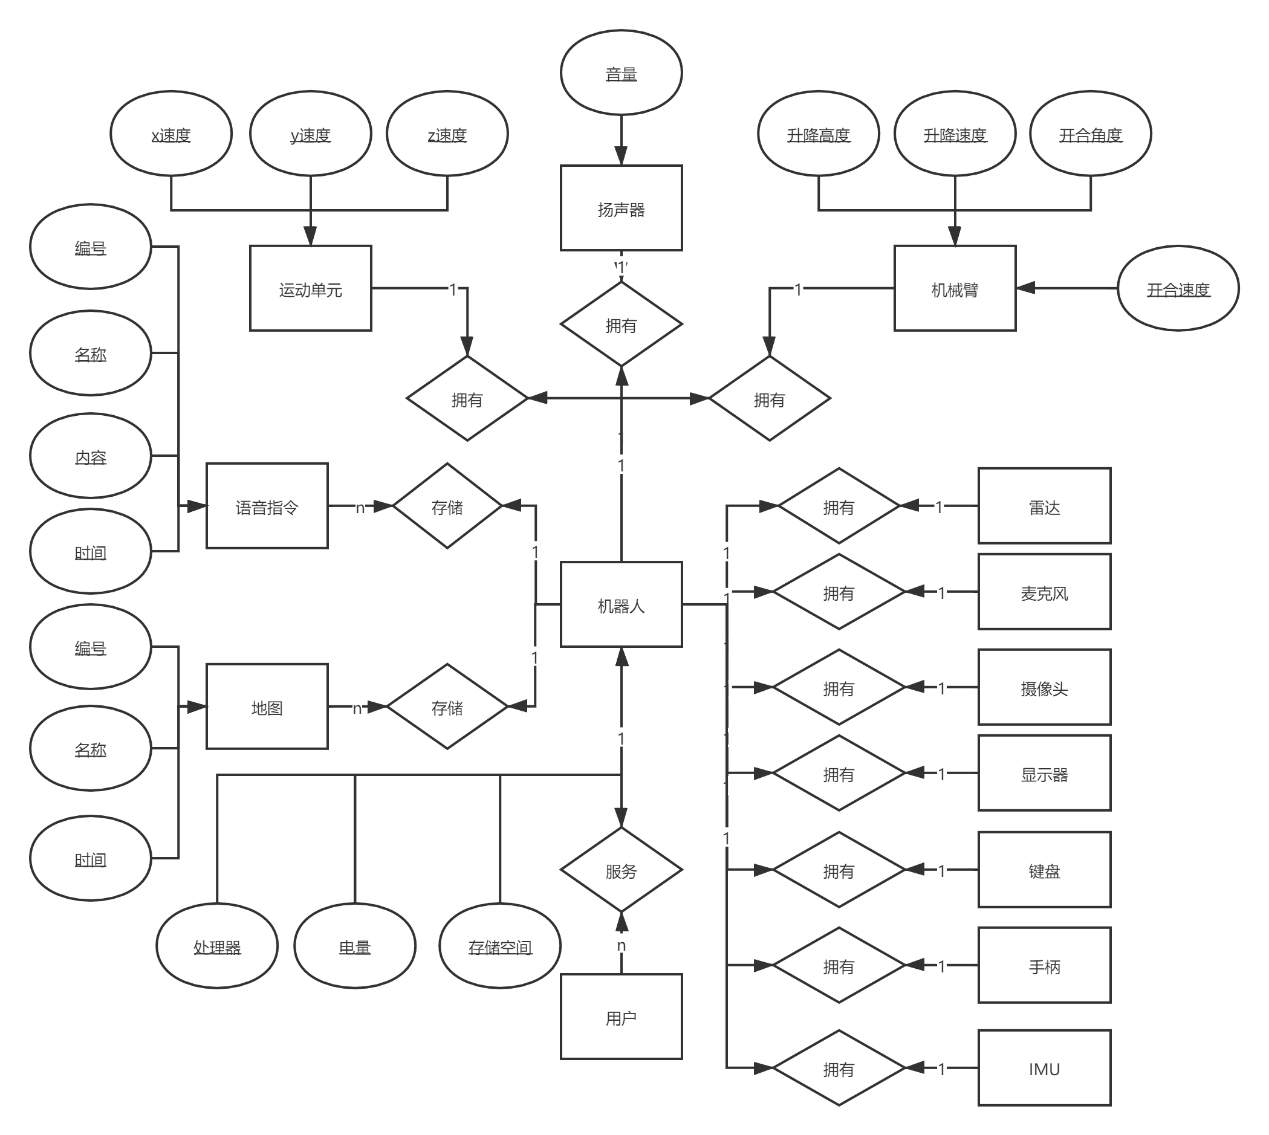 音量
x速度
y速度
z速度
升降高度
升降速度
开合角度
扬声器
编号
运动单元
1
1
1
机械臂
开合速度
名称
拥有
拥有
拥有
内容
1
1
语音指令
n
存储
拥有
1
雷达
时间
1
1
1
拥有
1
麦克风
机器人
编号
1
1
拥有
1
摄像头
地图
n
存储
1
名称
1
拥有
1
显示器
1
时间
服务
拥有
1
键盘
处理器
电量
存储空间
n
拥有
1
手柄
用户
拥有
1
IMU